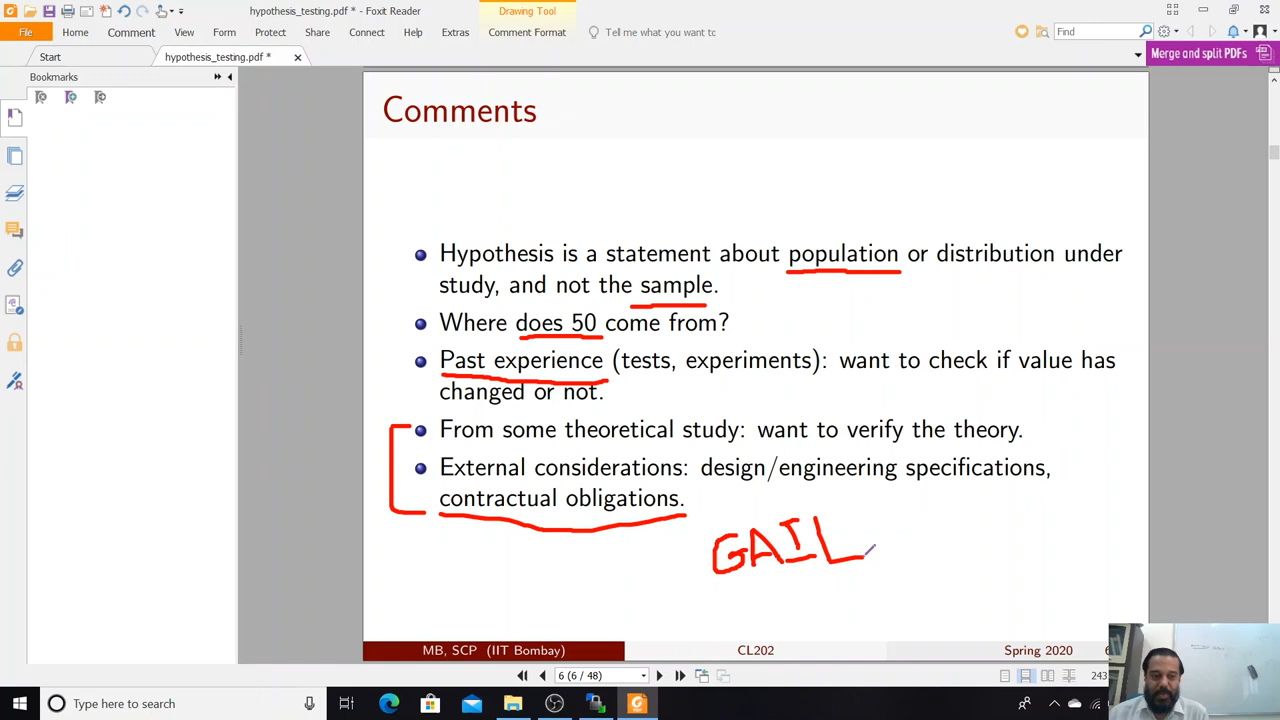 hypothesis_testing.pdf * - Foxit Reader
Drawing Tool
File Home Comment View Form Protect Share Connect Help Extras Comment Format Tell me what you want to Find
Start hypothesis_testing.pdf * Merge and split PDFs
Bookmarks
Comments
Hypothesis is a statement about population or distribution under
study, and not the sample.
Where does 50 come from?
Past experience (tests, experiments): want to check if value has
changed or not.
From some theoretical study: want to verify the theory.
External considerations: design/engineering specifications,
contractual obligations.
GAIL
MB, SCP (IIT Bombay) CL202 Spring 2020
6 (6 / 48)
243
Type here to search